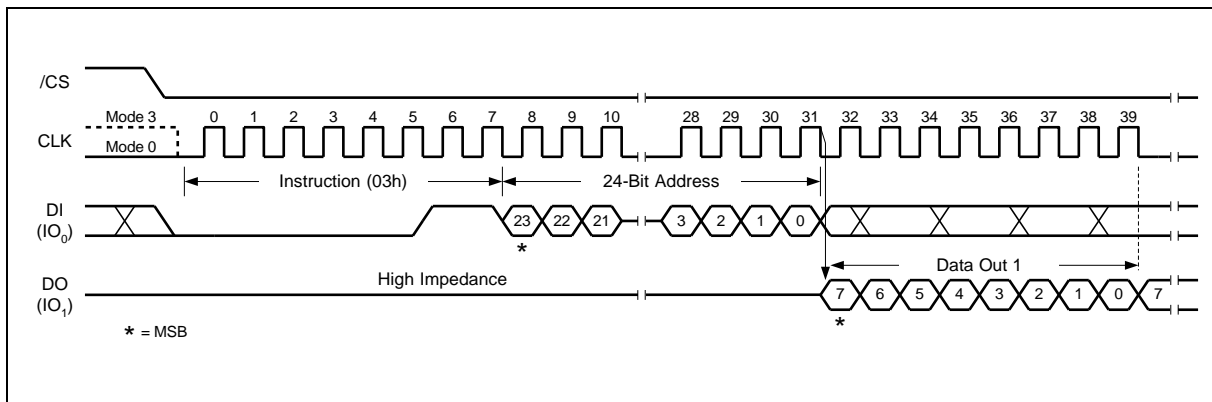 /CS
Mode 3
0 1 2 3 4 5 6 7 8 9 10 28 29 30 31 32 33 34 35 36 37 38 39
CLK
Mode 0
Instruction (03h)
24-Bit Address
DI
(IO0)
23 22 21 3 2 1 0
*
Data Out 1
High Impedance
DO
(IO1)
7 6 5 4 3 2 1 0 7
*
* = MSB